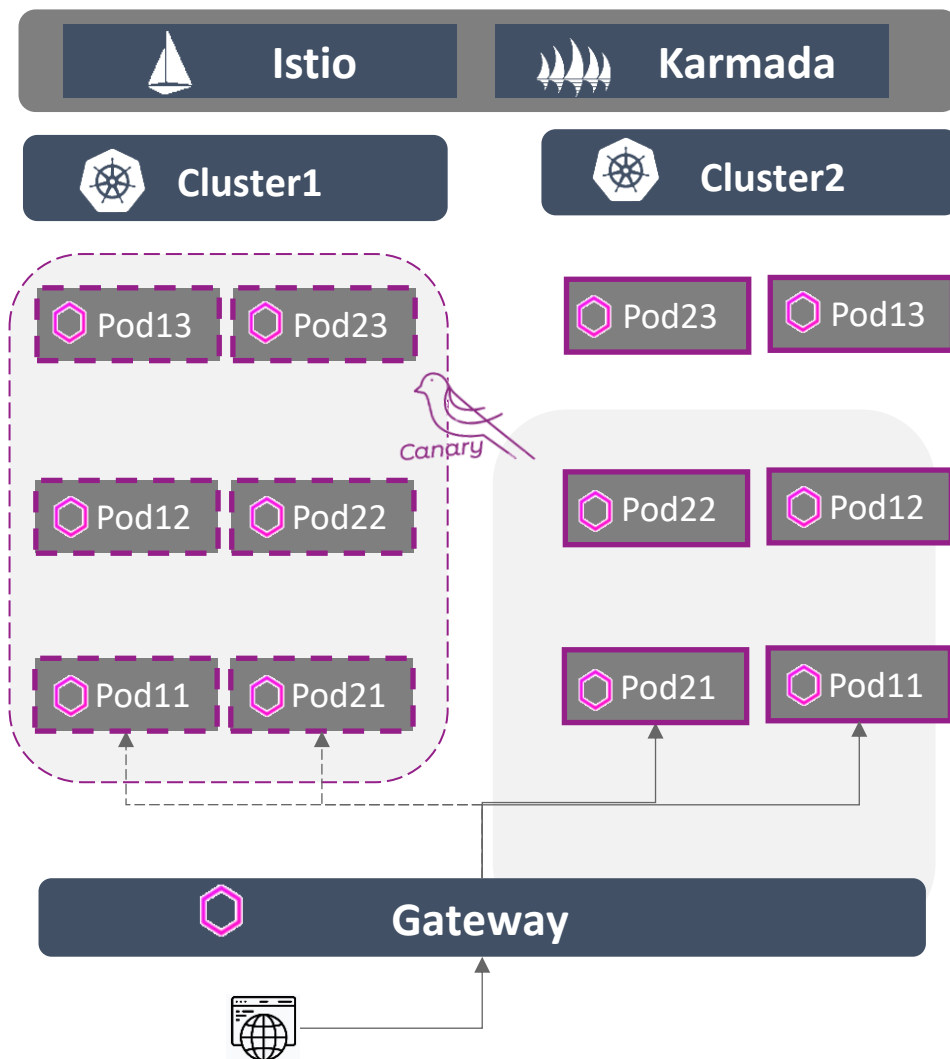 Istio
Karmada
Cluster1
Cluster2
Pod13
Pod23
Pod23
Pod13
Canary
Pod12
Pod22
Pod22
Pod12
Pod11
Pod21
Pod21
Pod11
Gateway